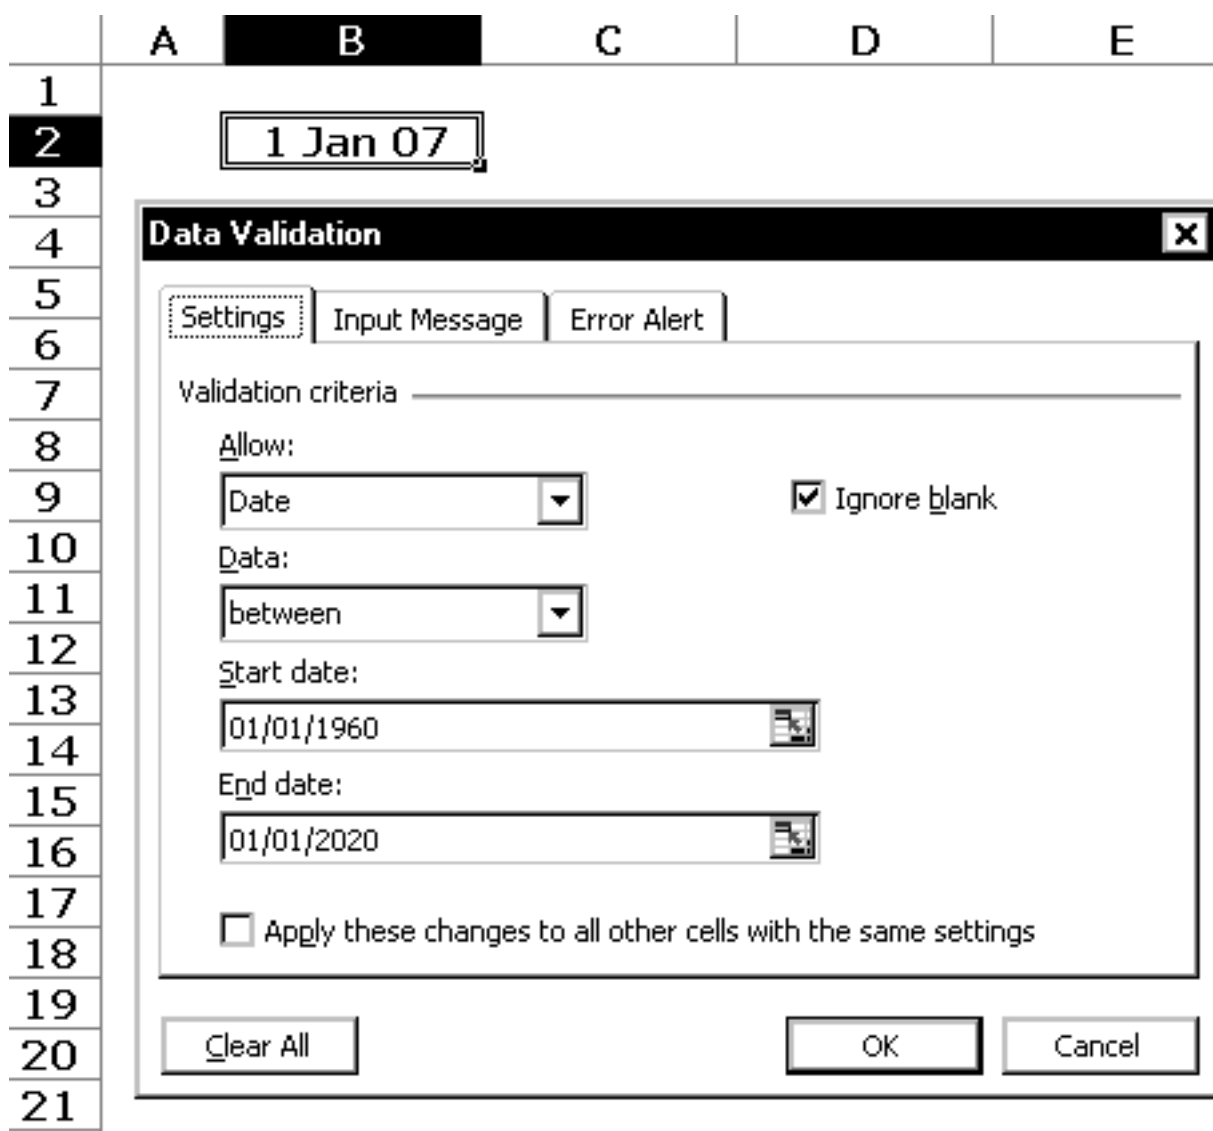 A B C D E
1
2 1 Jan 07
3
4 Data Validation
5
6 Settings Input Message Error Alert
7 Validation criteria
8 Allow:
9 Date Ignore blank
10 Data:
11 between
12
13 Start date:
14 01/01/1960
15 End date:
16 01/01/2020
17
18 Apply these changes to all other cells with the same settings
19
20 Clear All OK Cancel
21